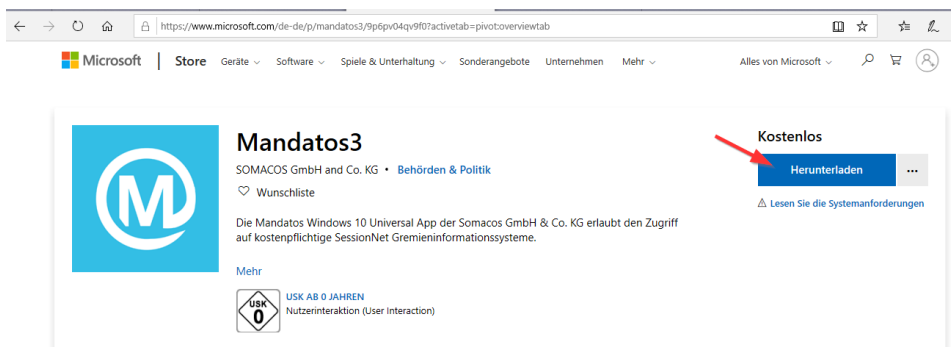 https://www.microsoft.com/de-de/p/mandatos3/9p6pv04qv9f0?activetab=pivot:overviewtab
Microsoft | Store Geräte Software Spiele & Unterhaltung Sonderangebote Unternehmen Mehr Alles von Microsoft
M
Mandatos3
SOMACOS GmbH and Co. KG • Behörden & Politik
Wunschliste
Die Mandatos Windows 10 Universal App der Somacos GmbH & Co. KG erlaubt den Zugriff
auf kostenpflichtige SessionNet Gremieninformationssysteme.
Mehr
USK
0
USK AB 0 JAHREN
Nutzerinteraktion (User Interaction)
Kostenlos
Herunterladen ...
Lesen Sie die Systemanforderungen